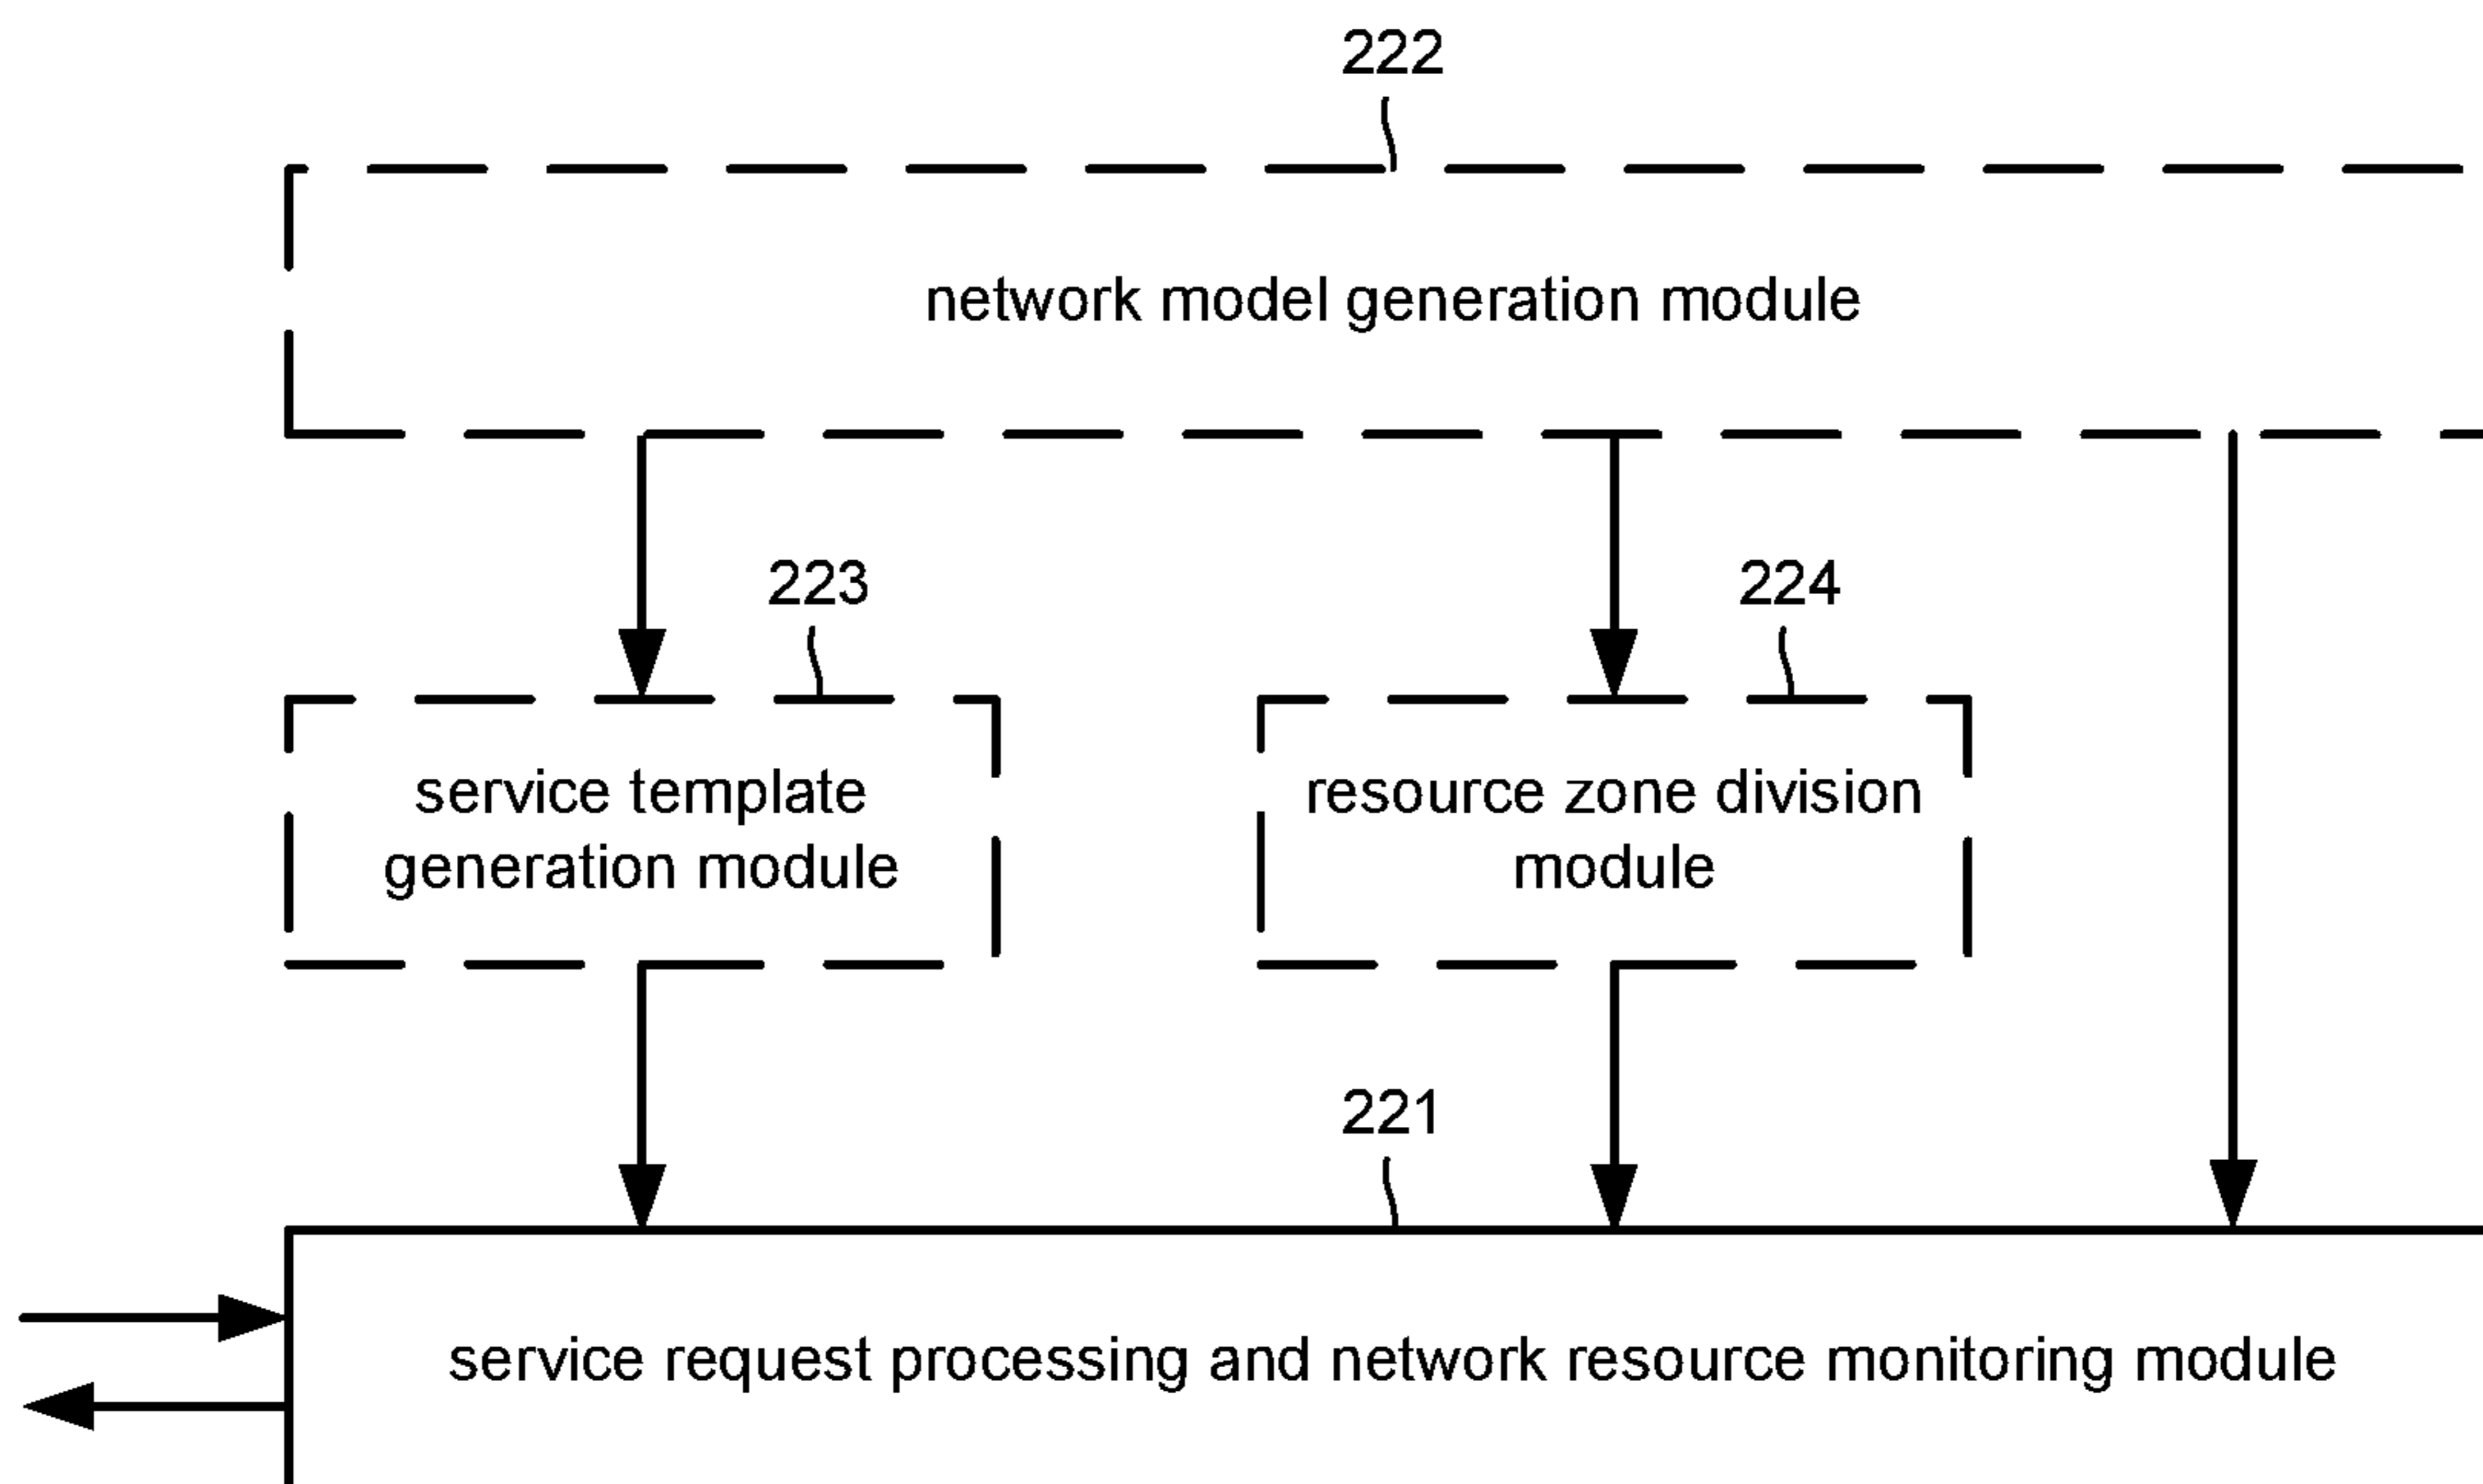 222
network model generation module
223
224
service template
generation module
resource zone division
module
221
service request processing and network resource monitoring module